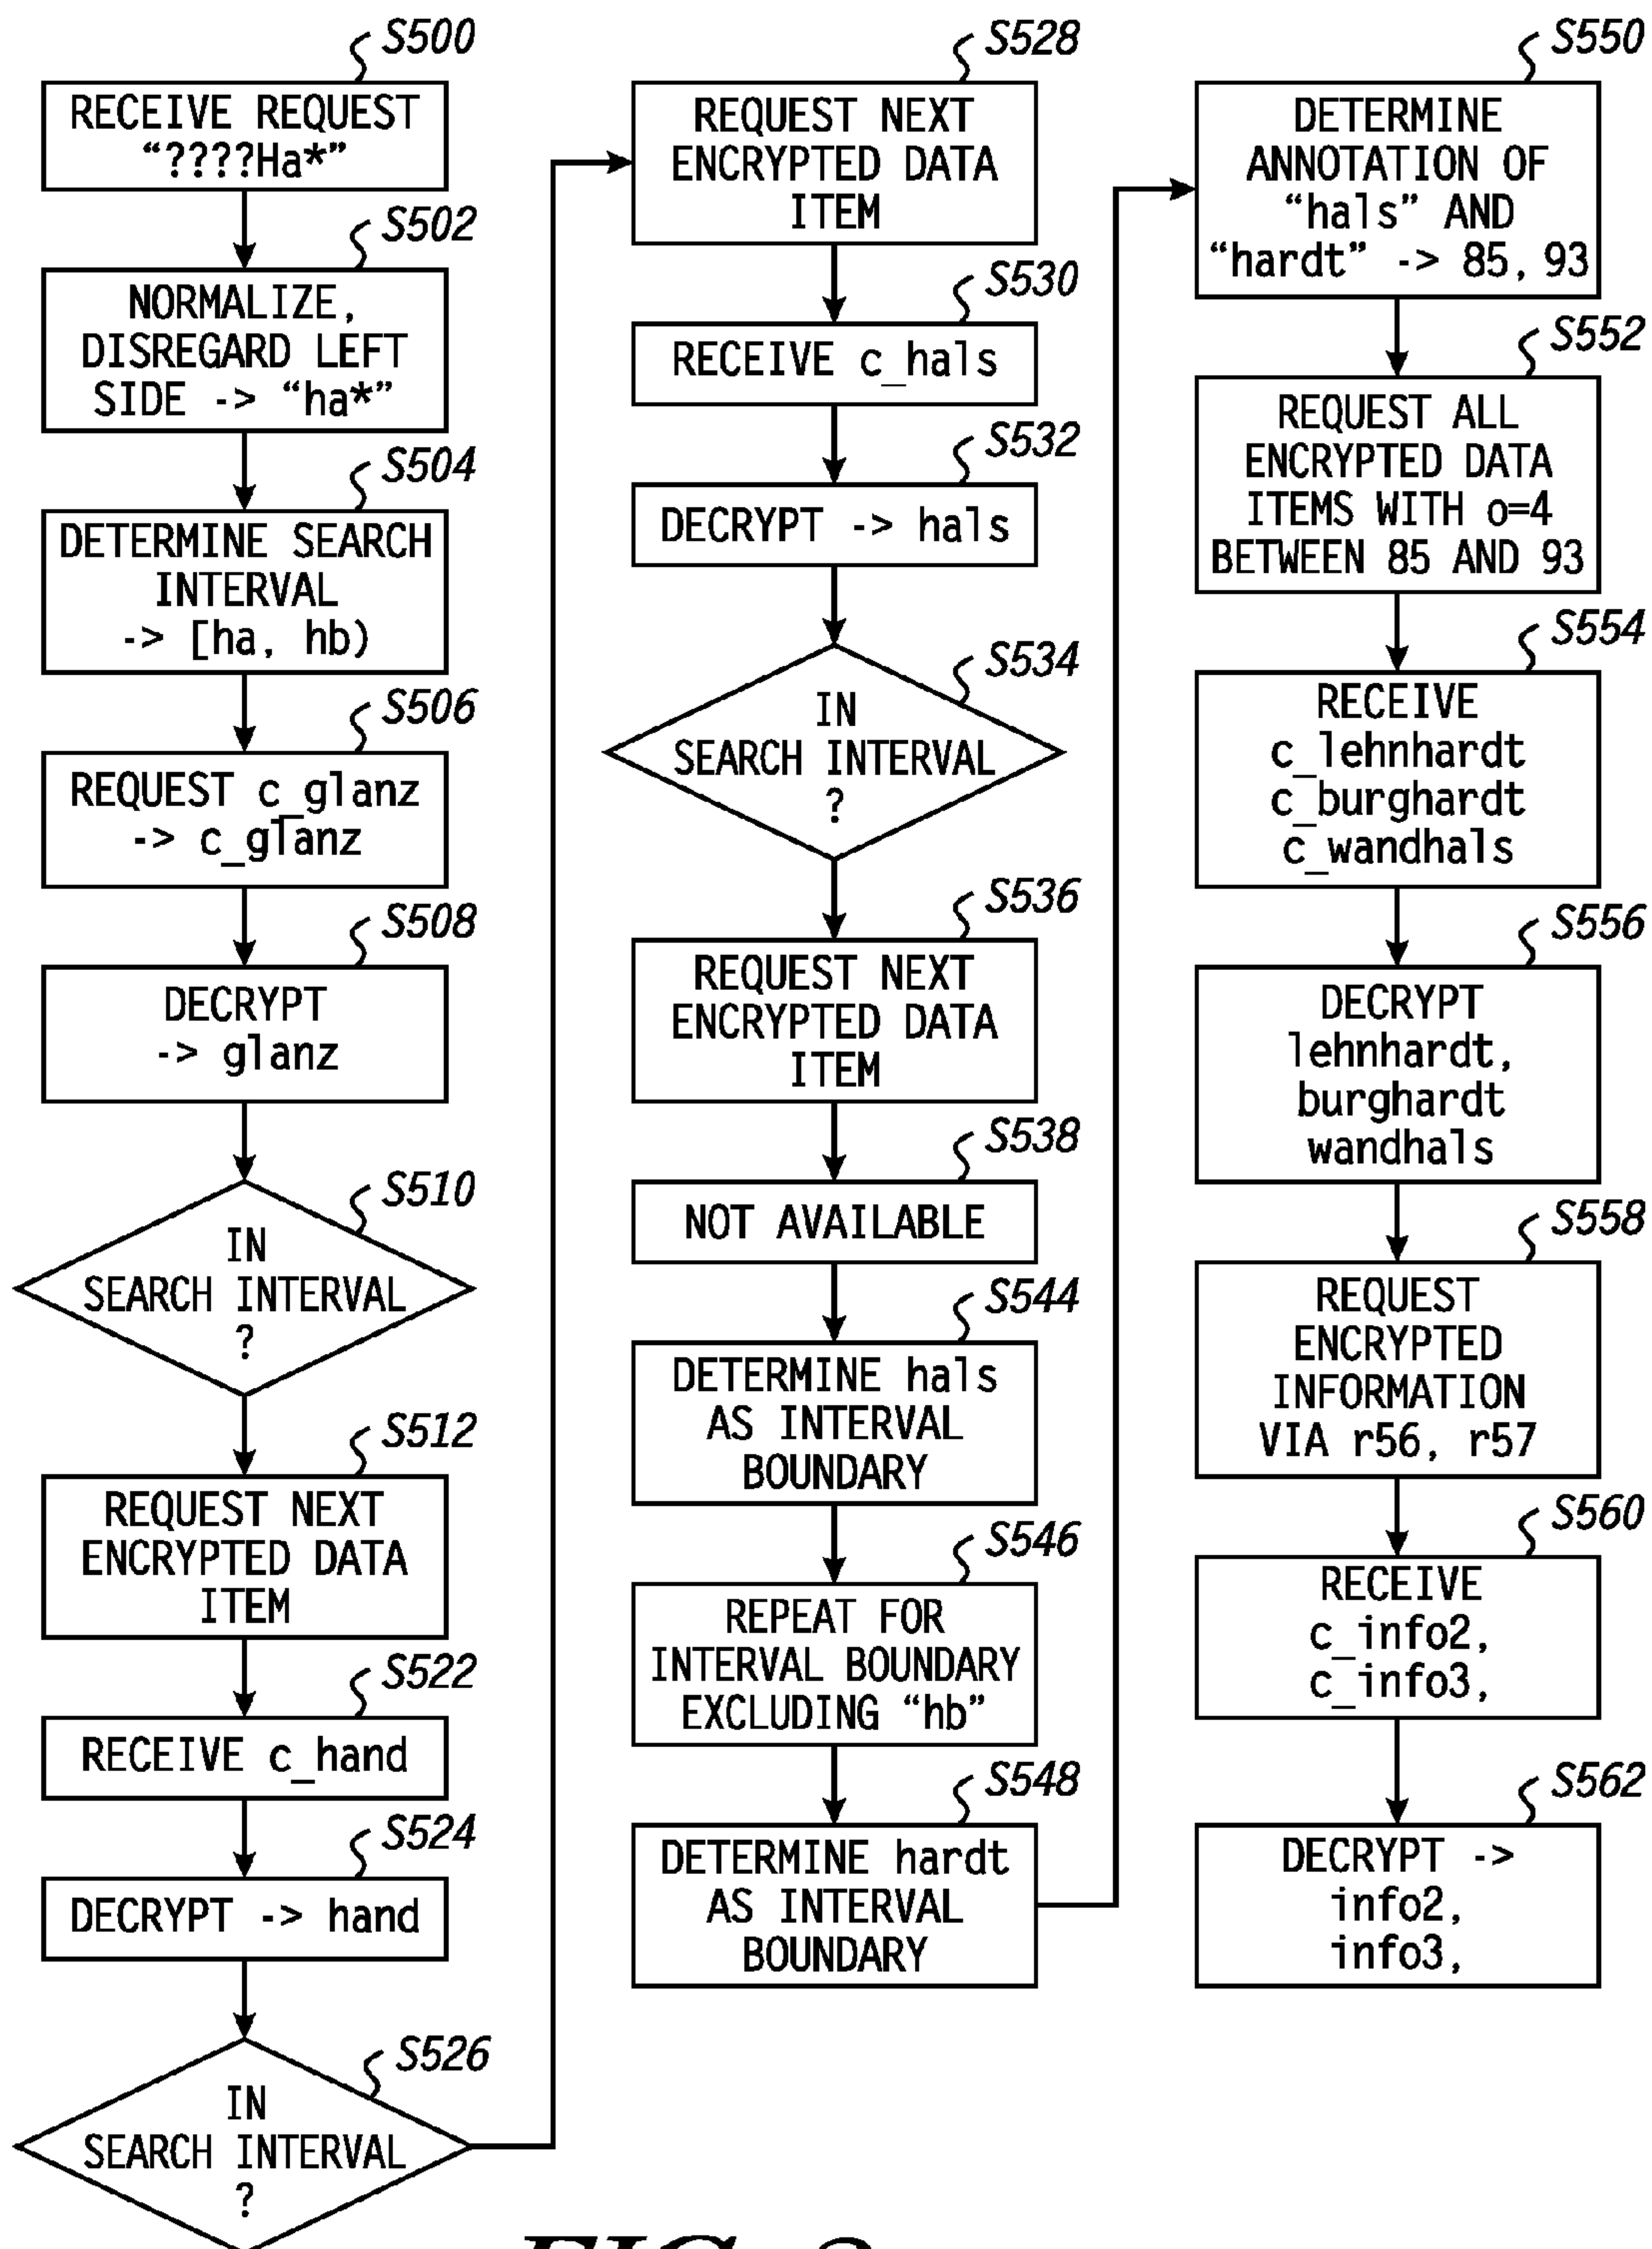 S500
RECEIVE REQUEST
“????Ha*”
S502
NORMALIZE,
DISREGARD LEFT
SIDE -> “ha*”
S504
DETERMINE SEARCH
INTERVAL
-> [ha, hb)
S506
REQUEST c_glanz
-> c_glanz
S508
DECRYPT
-> glanz
S510
IN
SEARCH INTERVAL
?
S512
REQUEST NEXT
ENCRYPTED DATA
ITEM
S522
RECEIVE c_hand
S524
DECRYPT -> hand
S526
IN
SEARCH INTERVAL
?
S528
REQUEST NEXT
ENCRYPTED DATA
ITEM
S530
RECEIVE c_hals
S532
DECRYPT -> hals
S534
IN
SEARCH INTERVAL
?
S536
REQUEST NEXT
ENCRYPTED DATA
ITEM
S538
NOT AVAILABLE
S544
DETERMINE hals
AS INTERVAL
BOUNDARY
S546
REPEAT FOR
INTERVAL BOUNDARY
EXCLUDING “hb”
S548
DETERMINE hardt
AS INTERVAL
BOUNDARY
S550
DETERMINE
ANNOTATION OF
“hals” AND
“hardt” -> 85, 93
S552
REQUEST ALL
ENCRYPTED DATA
ITEMS WITH o=4
BETWEEN 85 AND 93
S554
RECEIVE
c_lehnhardt
c_burghardt
c_wandhals
S556
DECRYPT
lehnhardt,
burghardt
wandhals
S558
REQUEST
ENCRYPTED
INFORMATION
VIA r56, r57
S560
RECEIVE
c_info2,
c_info3,
S562
DECRYPT ->
info2,
info3,